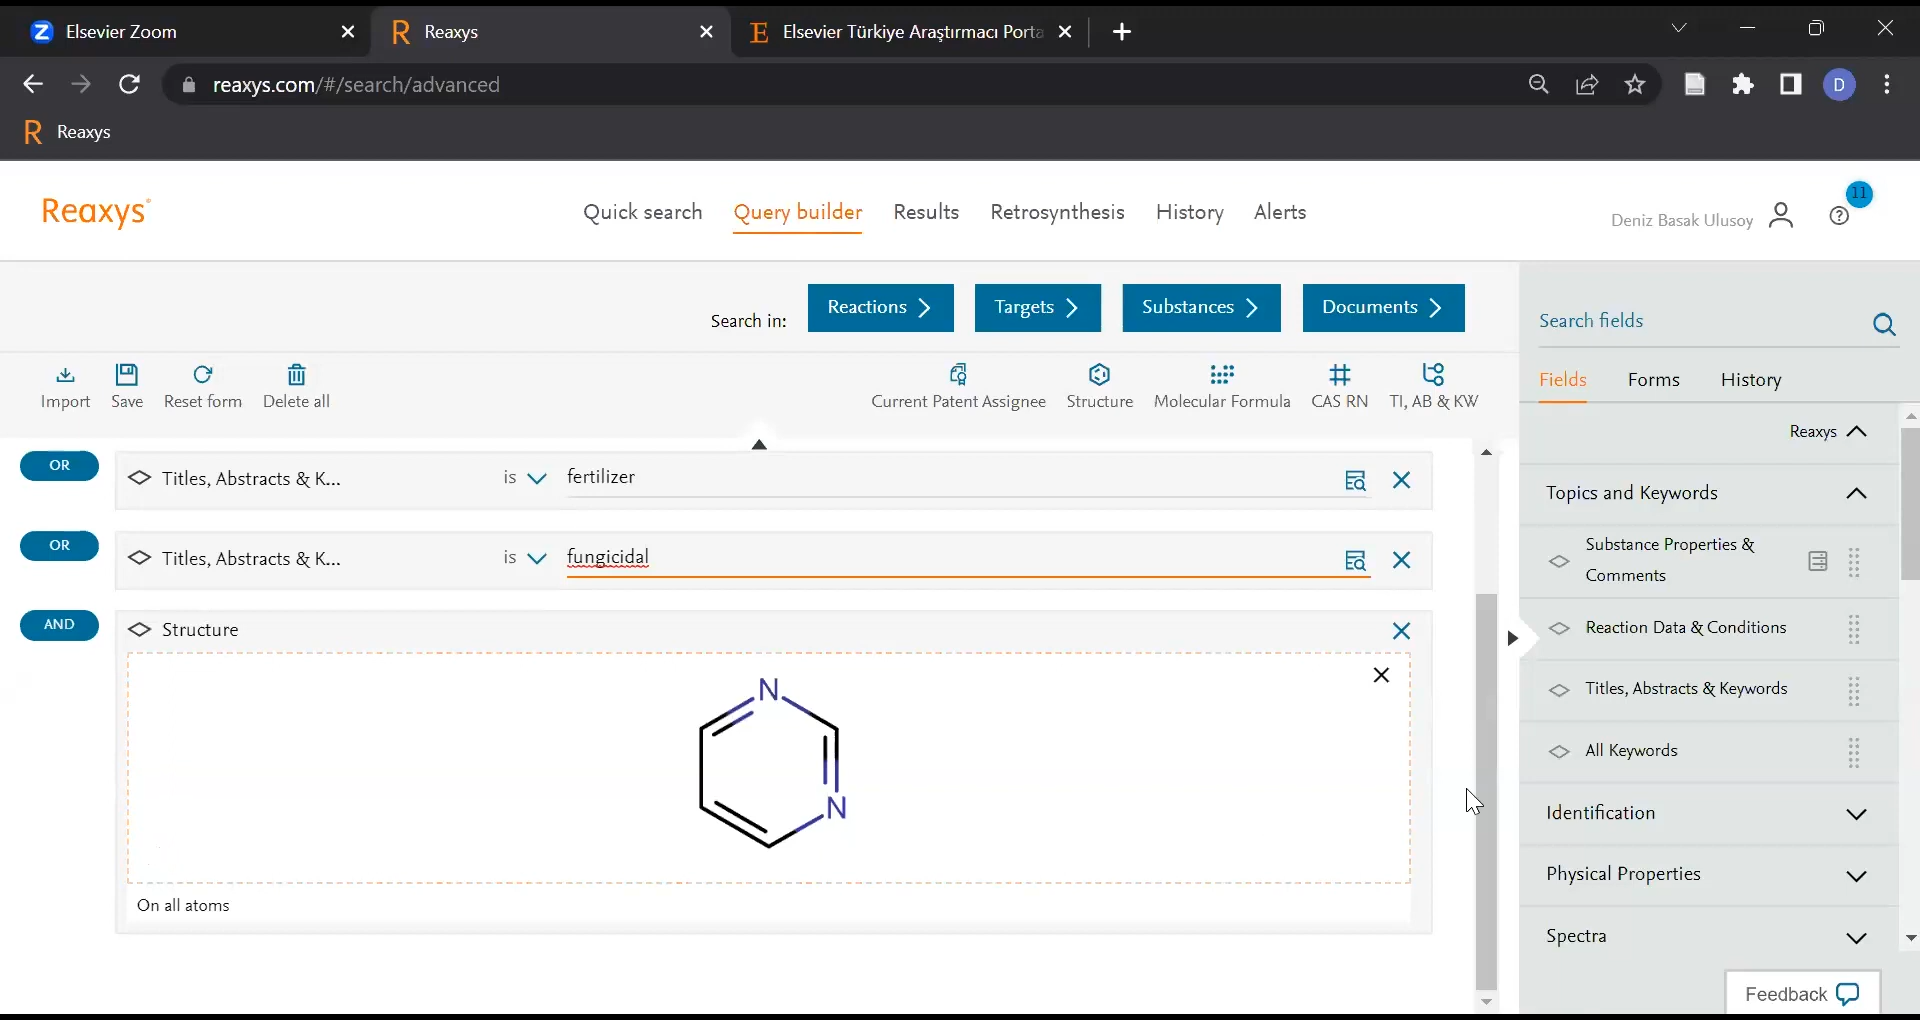 Elsevier Zoom
Reaxys
Elsevier Türkiye Araştırmacı Porta
reaxys.com/#/search/advanced
D
R Reaxys
Reaxys
Quick search
Query builder
Results
Retrosynthesis
History
Alerts
Deniz Basak Ulusoy
11
Search in:
Reactions
Targets
Substances
Documents
Import
Save
Reset form
Delete all
Current Patent Assignee
Structure
Molecular Formula
CAS RN
TI, AB & KW
OR
Titles, Abstracts & K...
is
fertilizer
OR
Titles, Abstracts & K...
is
fungicidal
AND
Structure
N
N
On all atoms
Search fields
Fields
Forms
History
Reaxys
Topics and Keywords
Substance Properties &
Comments
Reaction Data & Conditions
Titles, Abstracts & Keywords
All Keywords
Identification
Physical Properties
Spectra
Feedback